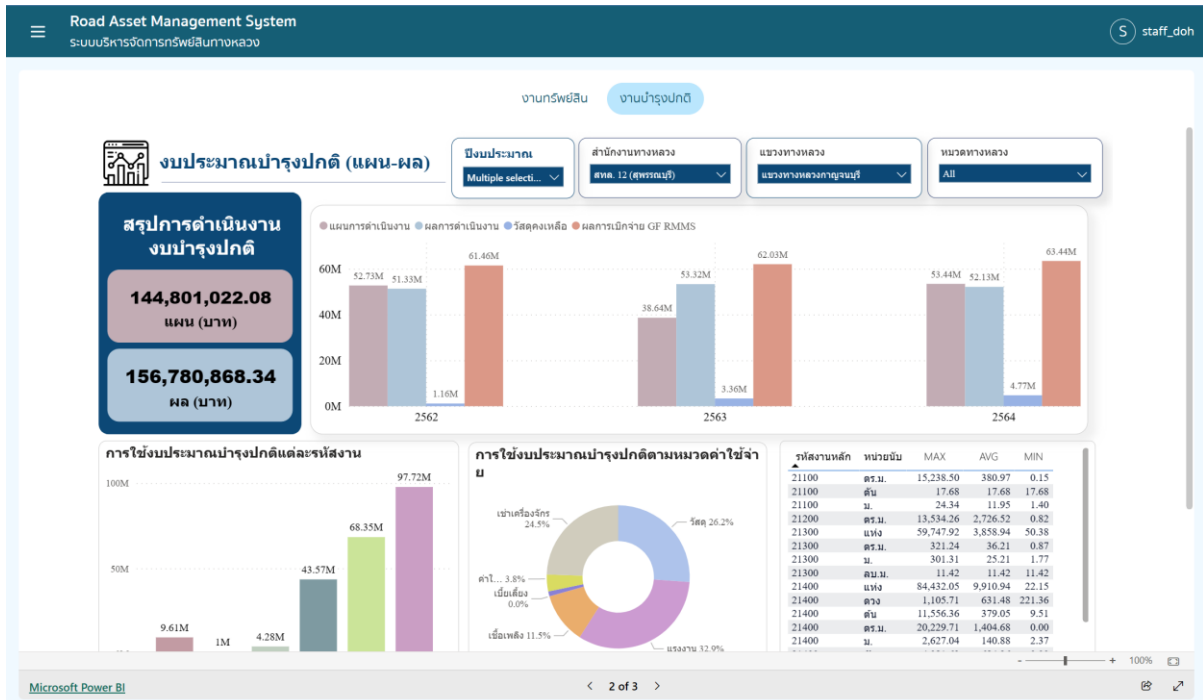 Road Asset Management System
ระบบบริหารจัดการทรัพย์สินทางหลวง
S staff_doh
งานทรัพย์สิน งานบำรุงปกติ
งบประมาณบำรุงปกติ (แผน-ผล)
ปีงบประมาณ
Multiple selecti...
สำนักงานทางหลวง
สทล. 12 (สุพรรณบุรี)
แขวงทางหลวง
แขวงทางหลวงกาญจนบุรี
หมวดทางหลวง
All
สรุปการดำเนินงาน
งบบำรุงปกติ
144,801,022.08
แผน (บาท)
156,780,868.34
ผล (บาท)
แผนการดำเนินงาน ผลการดำเนินงาน วัสดุคงเหลือ ผลการเบิกจ่าย GF RMMS
60M
40M
20M
0M
52.73M 51.33M 1.16M 61.46M
38.64M 53.32M 3.36M 62.03M
53.44M 52.13M 4.77M 63.44M
2562 2563 2564
การใช้งบประมาณบำรุงปกติแต่ละรหัสงาน
100M
50M
9.61M 1M 4.28M 43.57M 68.35M 97.72M
การใช้งบประมาณบำรุงปกติตามหมวดค่าใช้จ่า
ย
เช่าเครื่องจักร
24.5%
วัสดุ 26.2%
ค่าใ... 3.8%
เบี้ยเลี้ยง
0.0%
เชื้อเพลิง 11.5%
แรงงาน 32.9%
รหัสงานหลัก หน่วยนับ MAX AVG MIN
21100 ตร.ม. 15,238.50 380.97 0.15
21100 ตัน 17.68 17.68 17.68
21100 ม. 24.34 11.95 1.40
21200 ตร.ม. 13,534.26 2,726.52 0.82
21300 แห่ง 59,747.92 3,858.94 50.38
21300 ตร.ม. 321.24 36.21 0.87
21300 ม. 301.31 25.21 1.77
21300 ลบ.ม. 11.42 11.42 11.42
21400 แห่ง 84,432.05 9,910.94 22.15
21400 ดวง 1,105.71 631.48 221.36
21400 ตัน 11,556.36 379.05 9.51
21400 ตร.ม. 20,229.71 1,404.68 0.00
21400 ม. 2,627.04 140.88 2.37
- + 100%
Microsoft Power BI
< 2 of 3 >